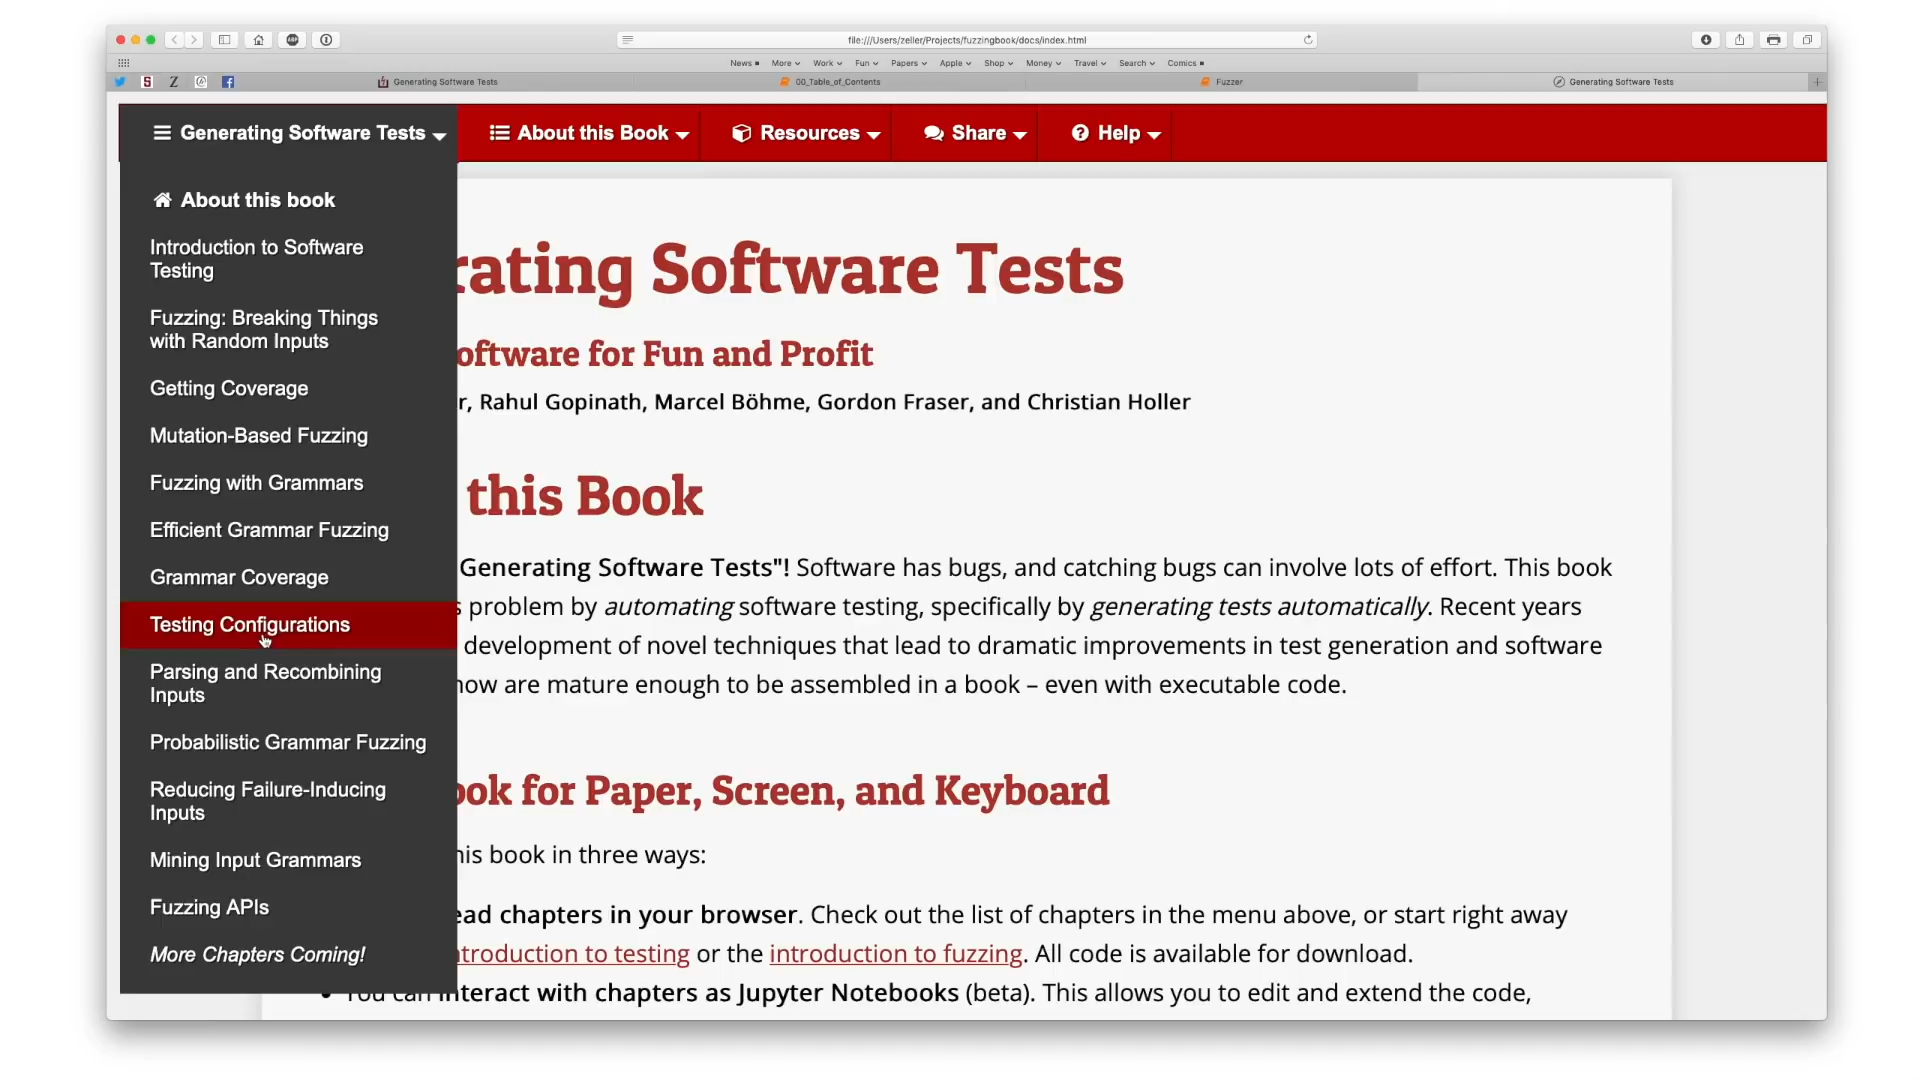 file:///Users/zeller/Projects/fuzzingbook/docs/index.html
News More Work Fun Papers Apple Shop Money Travel Search Comics
Generating Software Tests 00_Table_of_Contents Fuzzer Generating Software Tests
Generating Software Tests About this Book Resources Share Help
About this book
Introduction to Software
Testing
Fuzzing: Breaking Things
with Random Inputs
Getting Coverage
Mutation-Based Fuzzing
Fuzzing with Grammars
Efficient Grammar Fuzzing
Grammar Coverage
Testing Configurations
Parsing and Recombining
Inputs
Probabilistic Grammar Fuzzing
Reducing Failure-Inducing
Inputs
Mining Input Grammars
Fuzzing APIs
More Chapters Coming!
rating Software Tests
oftware for Fun and Profit
r, Rahul Gopinath, Marcel Böhme, Gordon Fraser, and Christian Holler
this Book
Generating Software Tests"! Software has bugs, and catching bugs can involve lots of effort. This book
s problem by automating software testing, specifically by generating tests automatically. Recent years
development of novel techniques that lead to dramatic improvements in test generation and software
now are mature enough to be assembled in a book – even with executable code.
ook for Paper, Screen, and Keyboard
his book in three ways:
ead chapters in your browser. Check out the list of chapters in the menu above, or start right away
ntroduction to testing or the introduction to fuzzing. All code is available for download.
You can interact with chapters as Jupyter Notebooks (beta). This allows you to edit and extend the code,